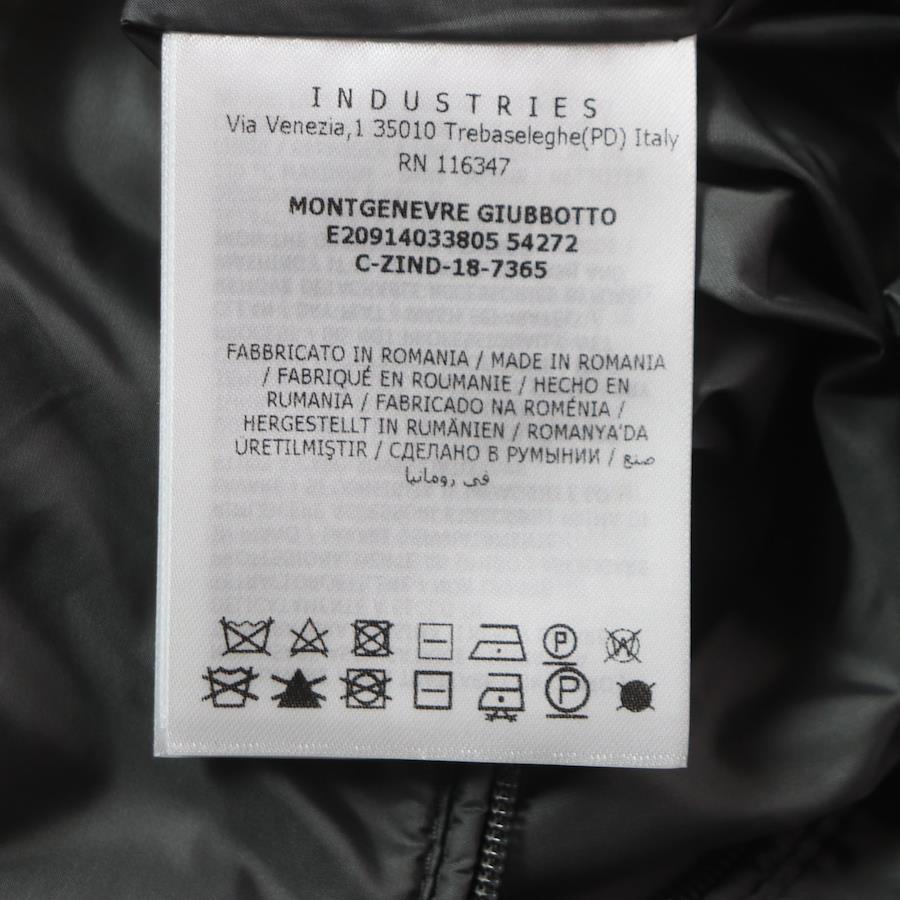 INDUSTRIES
Via Venezia,1 35010 Trebaseleghe(PD) Italy
RN 116347
MONTGENEVRE GIUBBOTTO
E20914033805 54272
C-ZIND-18-7365
FABBRICATO IN ROMANIA / MADE IN ROMANIA
/ FABRIQUÉ EN ROUMANIE / HECHO EN
RUMANIA / FABRICADO NA ROMÉNIA /
HERGESTELLT IN RUMÄNIEN / ROMANYA'DA
ÜRETILMIŞTIR / СДЕЛАНО В РУМЫНИИ / صنع
في رومانيا
P W
P